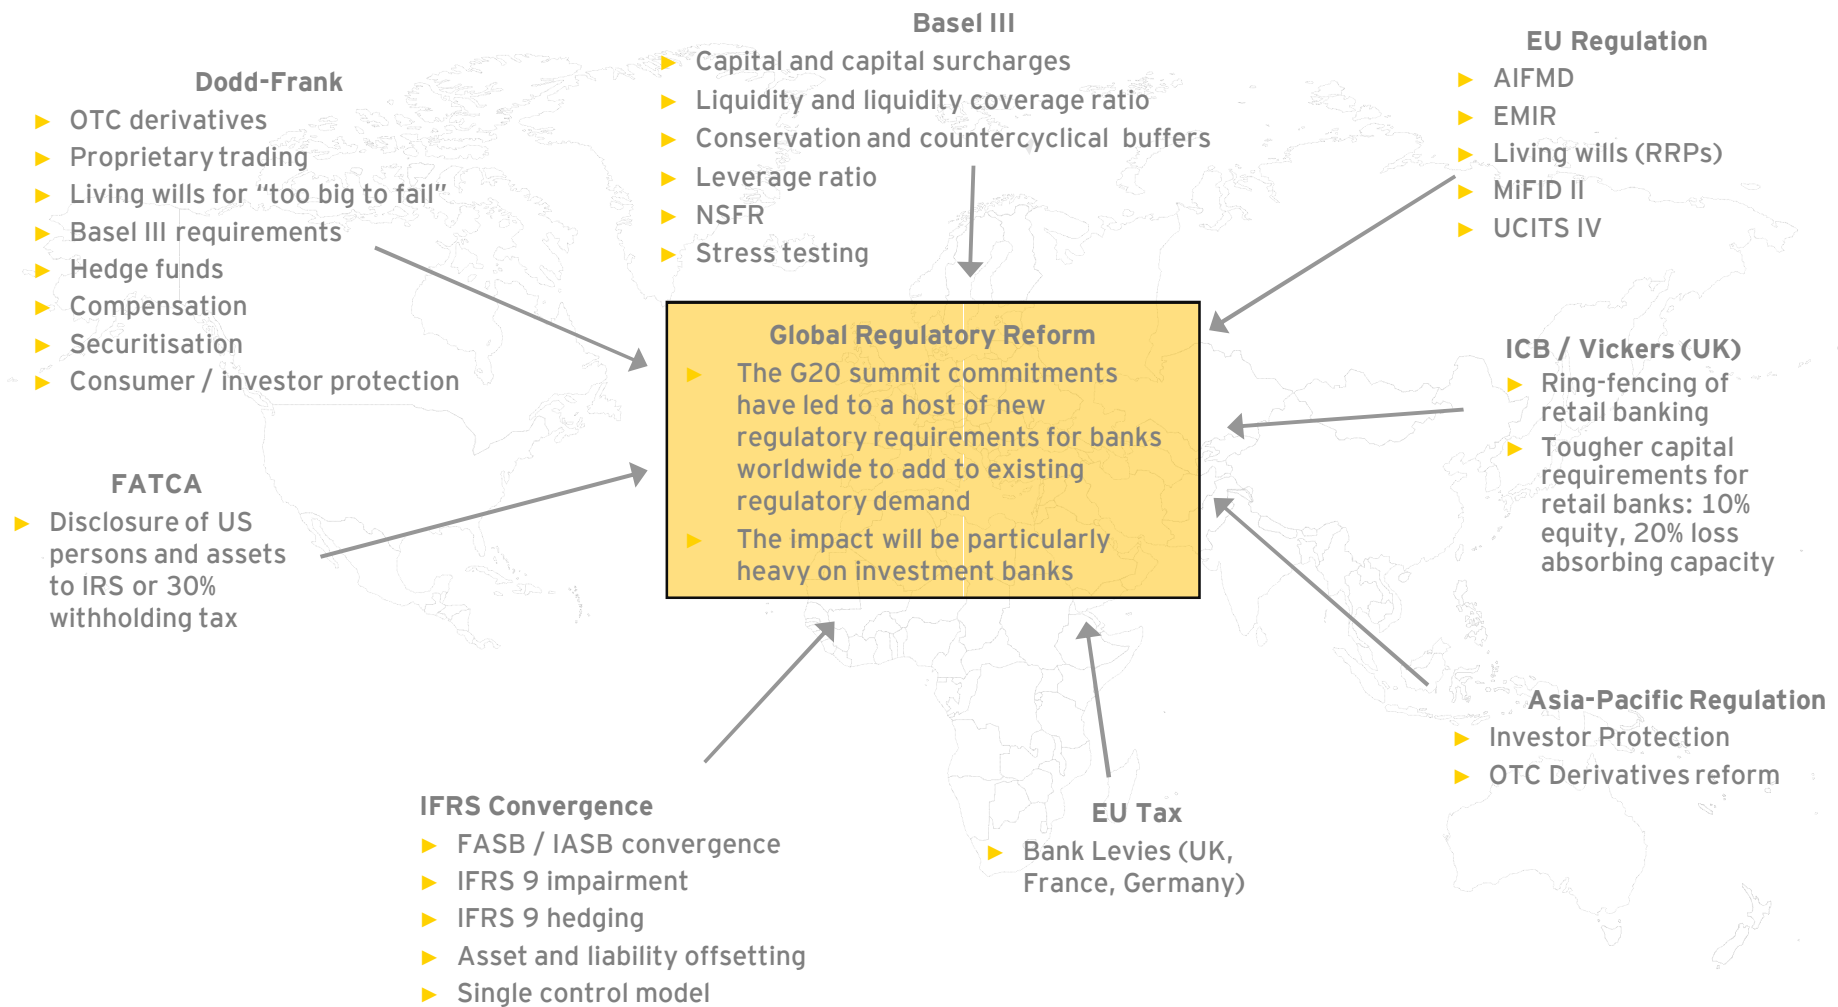 Basel III
► Capital and capital surcharges
► Liquidity and liquidity coverage ratio
► Conservation and countercyclical buffers
► Leverage ratio
► NSFR
► Stress testing
EU Regulation
► AIFMD
► EMIR
► Living wills (RRPs)
► MiFID II
► UCITS IV
Dodd-Frank
► OTC derivatives
► Proprietary trading
► Living wills for “too big to fail”
► Basel III requirements
► Hedge funds
► Compensation
► Securitisation
► Consumer / investor protection
Global Regulatory Reform
► The G20 summit commitments
have led to a host of new
regulatory requirements for banks
worldwide to add to existing
regulatory demand
► The impact will be particularly
heavy on investment banks
ICB / Vickers (UK)
► Ring-fencing of
retail banking
► Tougher capital
requirements for
retail banks: 10%
equity, 20% loss
absorbing capacity
FATCA
► Disclosure of US
persons and assets
to IRS or 30%
withholding tax
Asia-Pacific Regulation
► Investor Protection
► OTC Derivatives reform
IFRS Convergence
► FASB / IASB convergence
► IFRS 9 impairment
► IFRS 9 hedging
► Asset and liability offsetting
► Single control model
EU Tax
► Bank Levies (UK,
France, Germany)